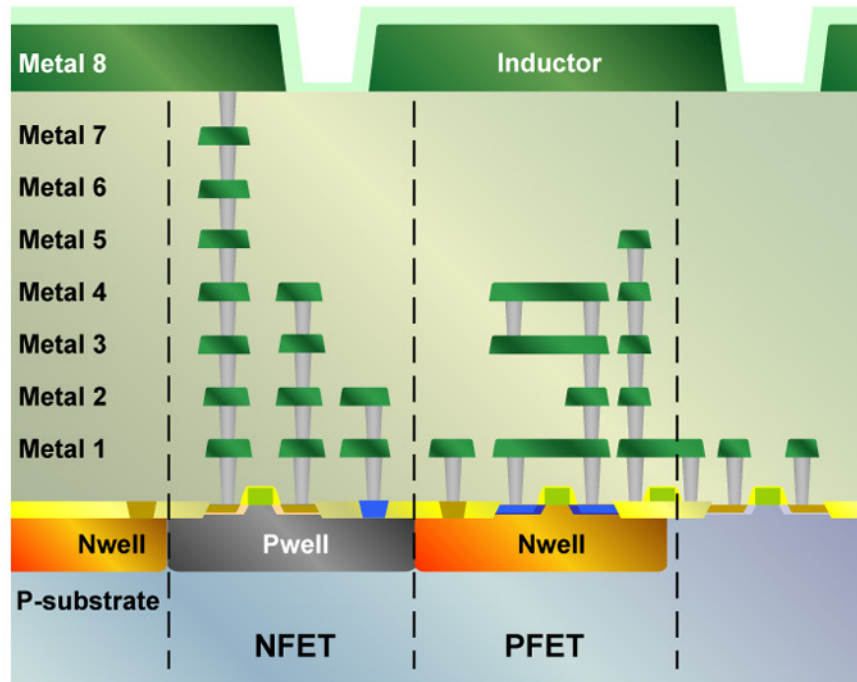 Metal 8
Inductor
Metal 7
Metal 6
Metal 5
Metal 4
Metal 3
Metal 2
Metal 1
Nwell
Pwell
Nwell
P-substrate
NFET
PFET